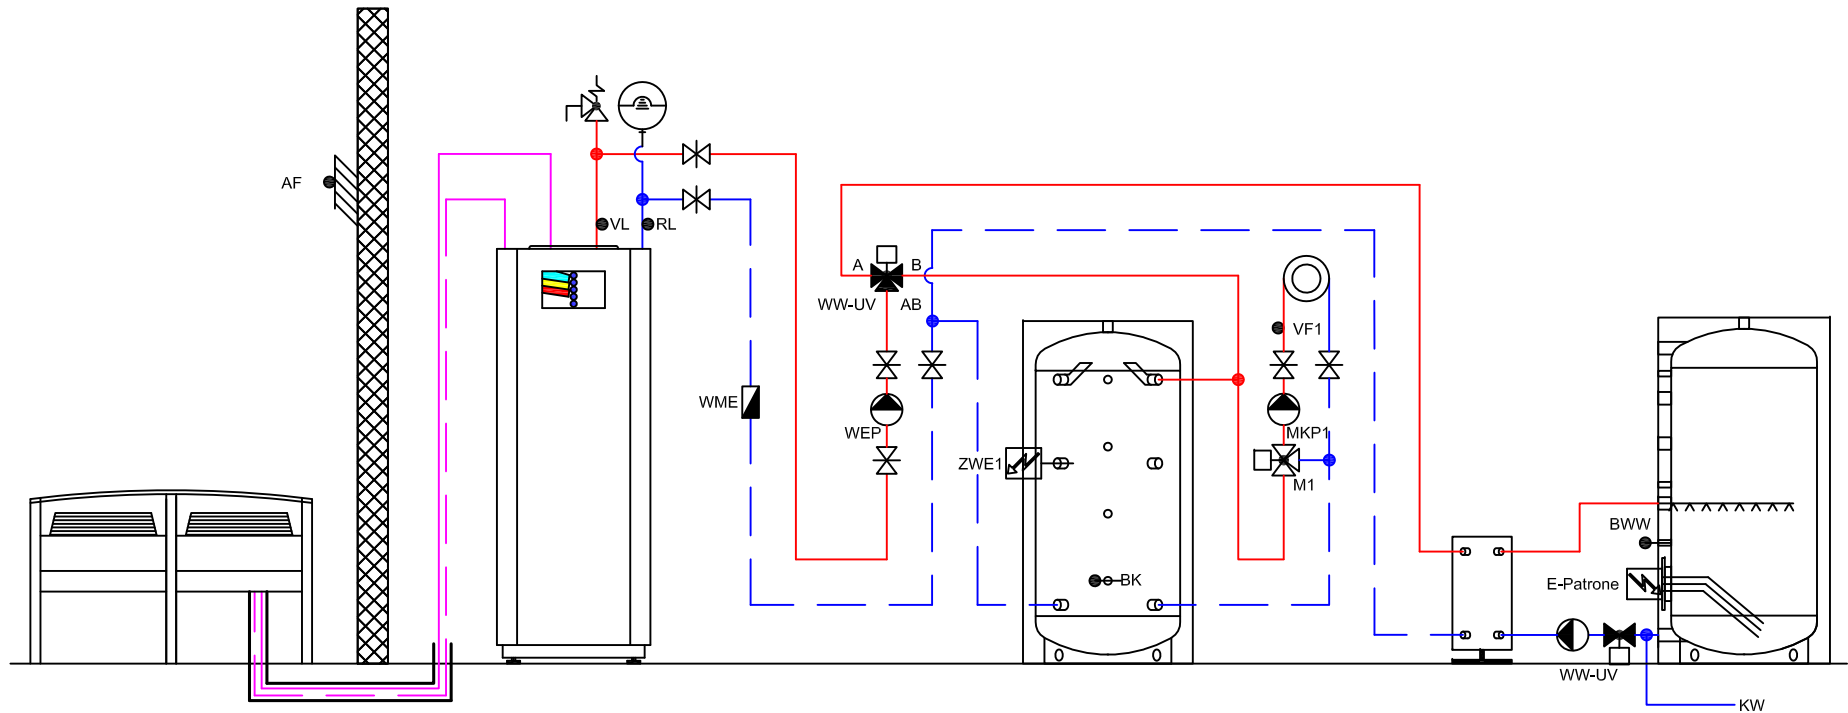 AF
VL
RL
A
B
WW-UV
AB
VF1
WME
WEP
MKP1
ZWE1
M1
BWW
BK
E-Patrone
WW-UV
KW